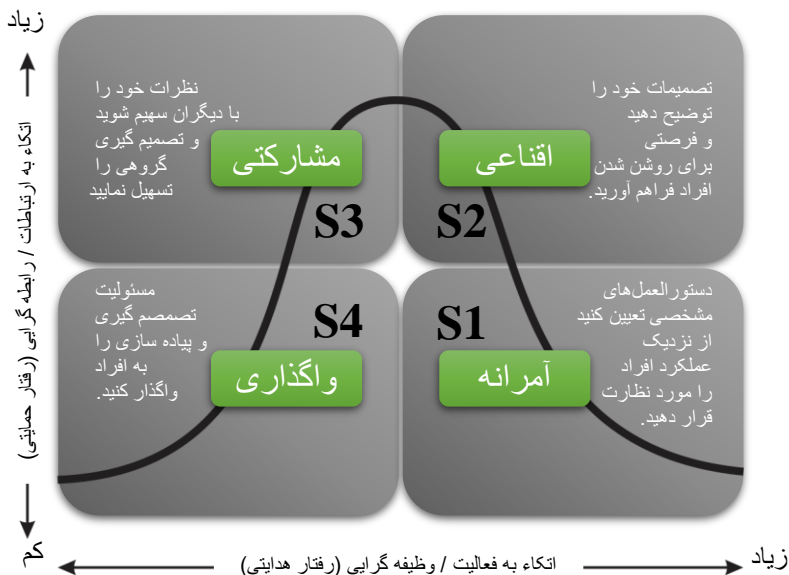 زیاد
نظرات خود را
با دیگران سهیم شوید
و تصمیم گیری
گروهی را
تسهیل نمایید
مشارکتی
S3
تصمیمات خود را
توضیح دهید
و فرصتی
برای روشن شدن
افراد فراهم آورید.
اقناعی
S2
مسئولیت
تصمصم گیری
و پیاده سازی را
به افراد
واگذار کنید.
واگذاری
S4
دستورالعمل‌های
مشخصی تعیین کنید
از نزدیک
عملکرد افراد
را مورد نظارت
قرار دهید.
آمرانه
S1
اتکاء به ارتباطات / رابطه گرایی (رفتار حمایتی)
کم
اتکاء به فعالیت / وظیفه گرایی (رفتار هدایتی)
زیاد